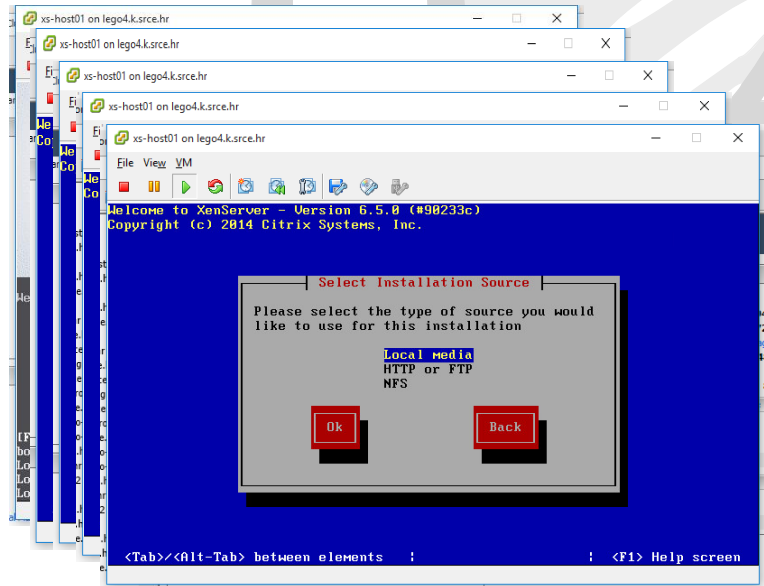 xs-host01 on lego4.k.srce.hr
xs-host01 on lego4.k.srce.hr
xs-host01 on lego4.k.srce.hr
xs-host01 on lego4.k.srce.hr
xs-host01 on lego4.k.srce.hr
File View VM
Welcome to XenServer - Version 6.5.0 (#90233c)
Copyright (c) 2014 Citrix Systems, Inc.
Select Installation Source
Please select the type of source you would
like to use for this installation
Local media
HTTP or FTP
NFS
Ok Back
<Tab>/<Alt-Tab> between elements ¦ ¦ <F1> Help screen